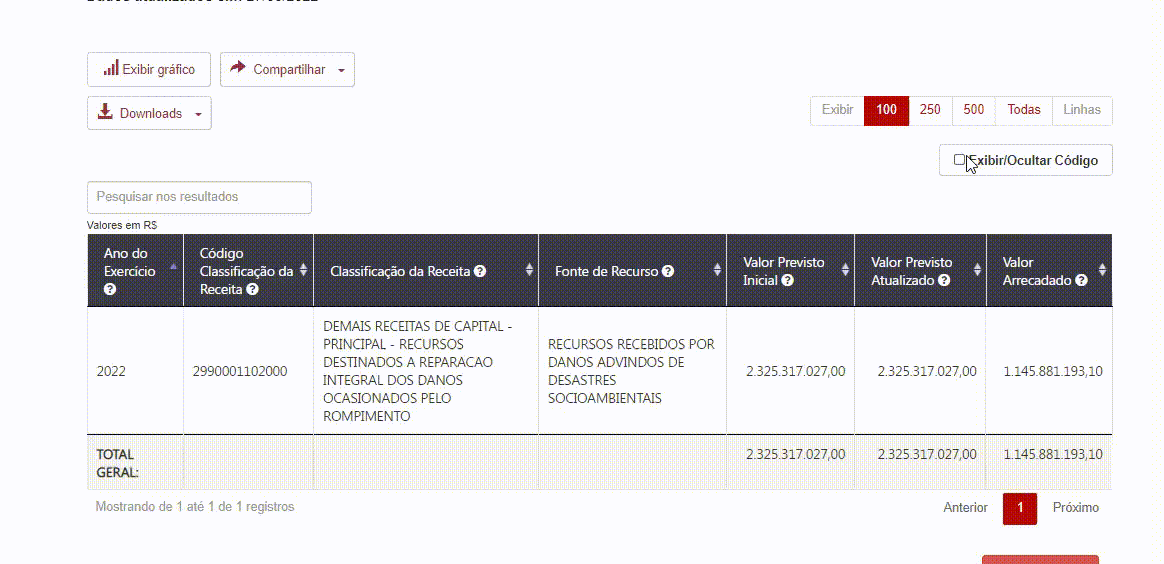 Exibir gráfico
Compartilhar
Downloads
Exibir 100 250 500 Todas Linhas
Exibir/Ocultar Código
Pesquisar nos resultados
Valores em R$
Ano do
Exercício
Código
Classificação da
Receita
Classificação da Receita
Fonte de Recurso
Valor Previsto
Inicial
Valor Previsto
Atualizado
Valor
Arrecadado
2022
2990001102000
DEMAIS RECEITAS DE CAPITAL -
PRINCIPAL - RECURSOS
DESTINADOS A REPARACAO
INTEGRAL DOS DANOS
OCASIONADOS PELO
ROMPIMENTO
RECURSOS RECEBIDOS POR
DANOS ADVINDOS DE
DESASTRES
SOCIOAMBIENTAIS
2.325.317.027,00
2.325.317.027,00
1.145.881.193,10
TOTAL
GERAL:
2.325.317.027,00
2.325.317.027,00
1.145.881.193,10
Mostrando de 1 até 1 de 1 registros
Anterior 1 Próximo